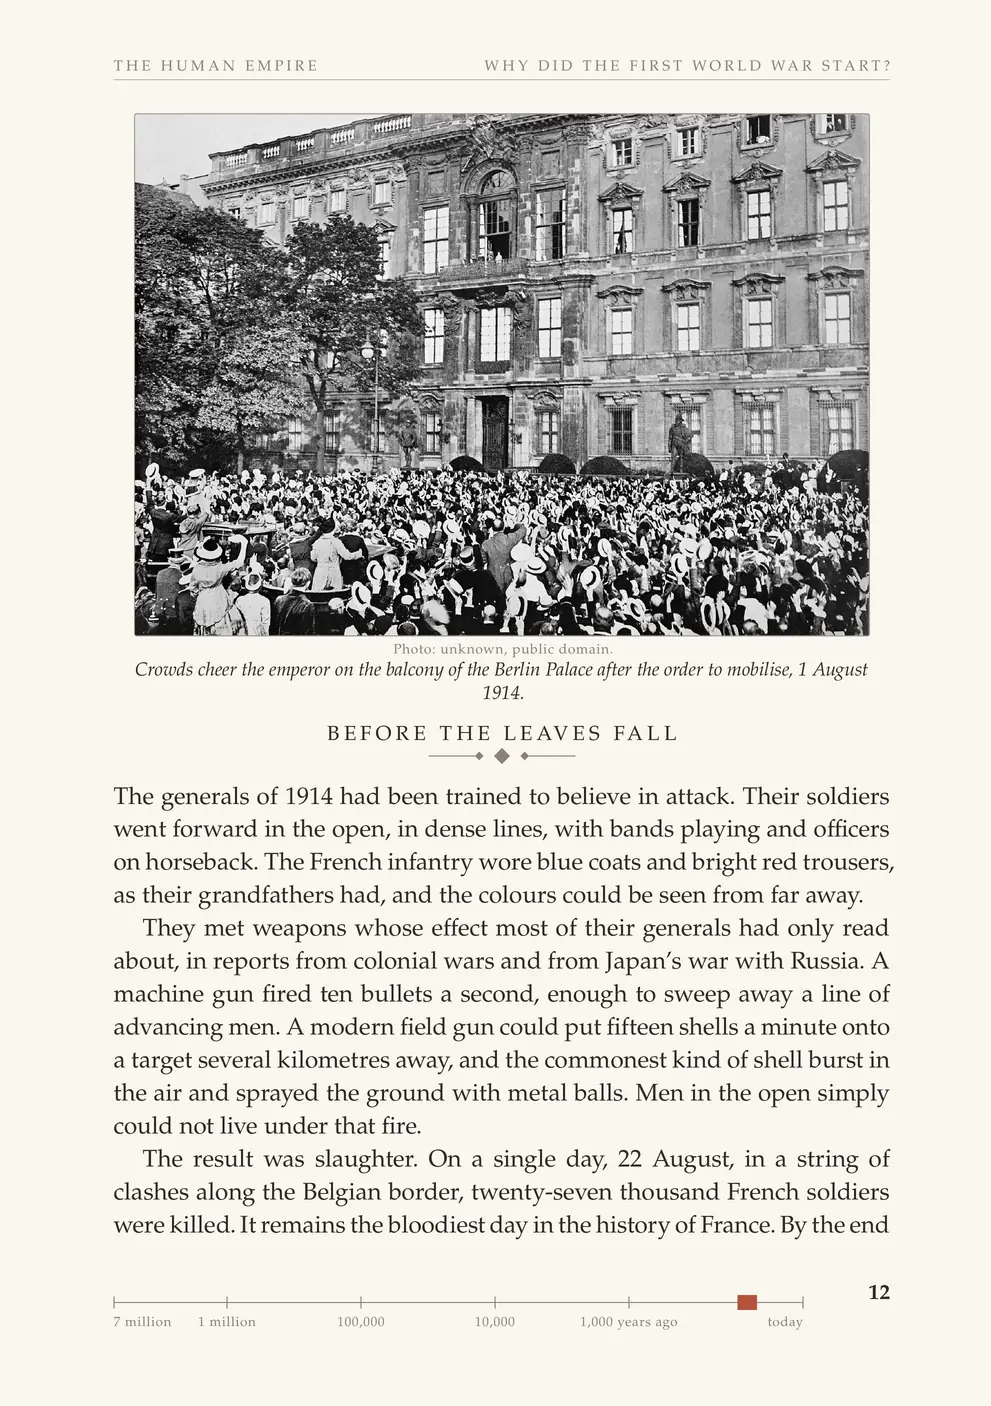 THE HUMAN EMPIRE
WHY DID THE FIRST WORLD WAR START?
Photo: unknown, public domain.
Crowds cheer the emperor on the balcony of the Berlin Palace after the order to mobilise, 1 August
1914.
BEFORE THE LEAVES FALL
The generals of 1914 had been trained to believe in attack. Their soldiers
went forward in the open, in dense lines, with bands playing and officers
on horseback. The French infantry wore blue coats and bright red trousers,
as their grandfathers had, and the colours could be seen from far away.
They met weapons whose effect most of their generals had only read
about, in reports from colonial wars and from Japan’s war with Russia. A
machine gun fired ten bullets a second, enough to sweep away a line of
advancing men. A modern field gun could put fifteen shells a minute onto
a target several kilometres away, and the commonest kind of shell burst in
the air and sprayed the ground with metal balls. Men in the open simply
could not live under that fire.
The result was slaughter. On a single day, 22 August, in a string of
clashes along the Belgian border, twenty-seven thousand French soldiers
were killed. It remains the bloodiest day in the history of France. By the end
12
7 million 1 million 100,000 10,000 1,000 years ago today